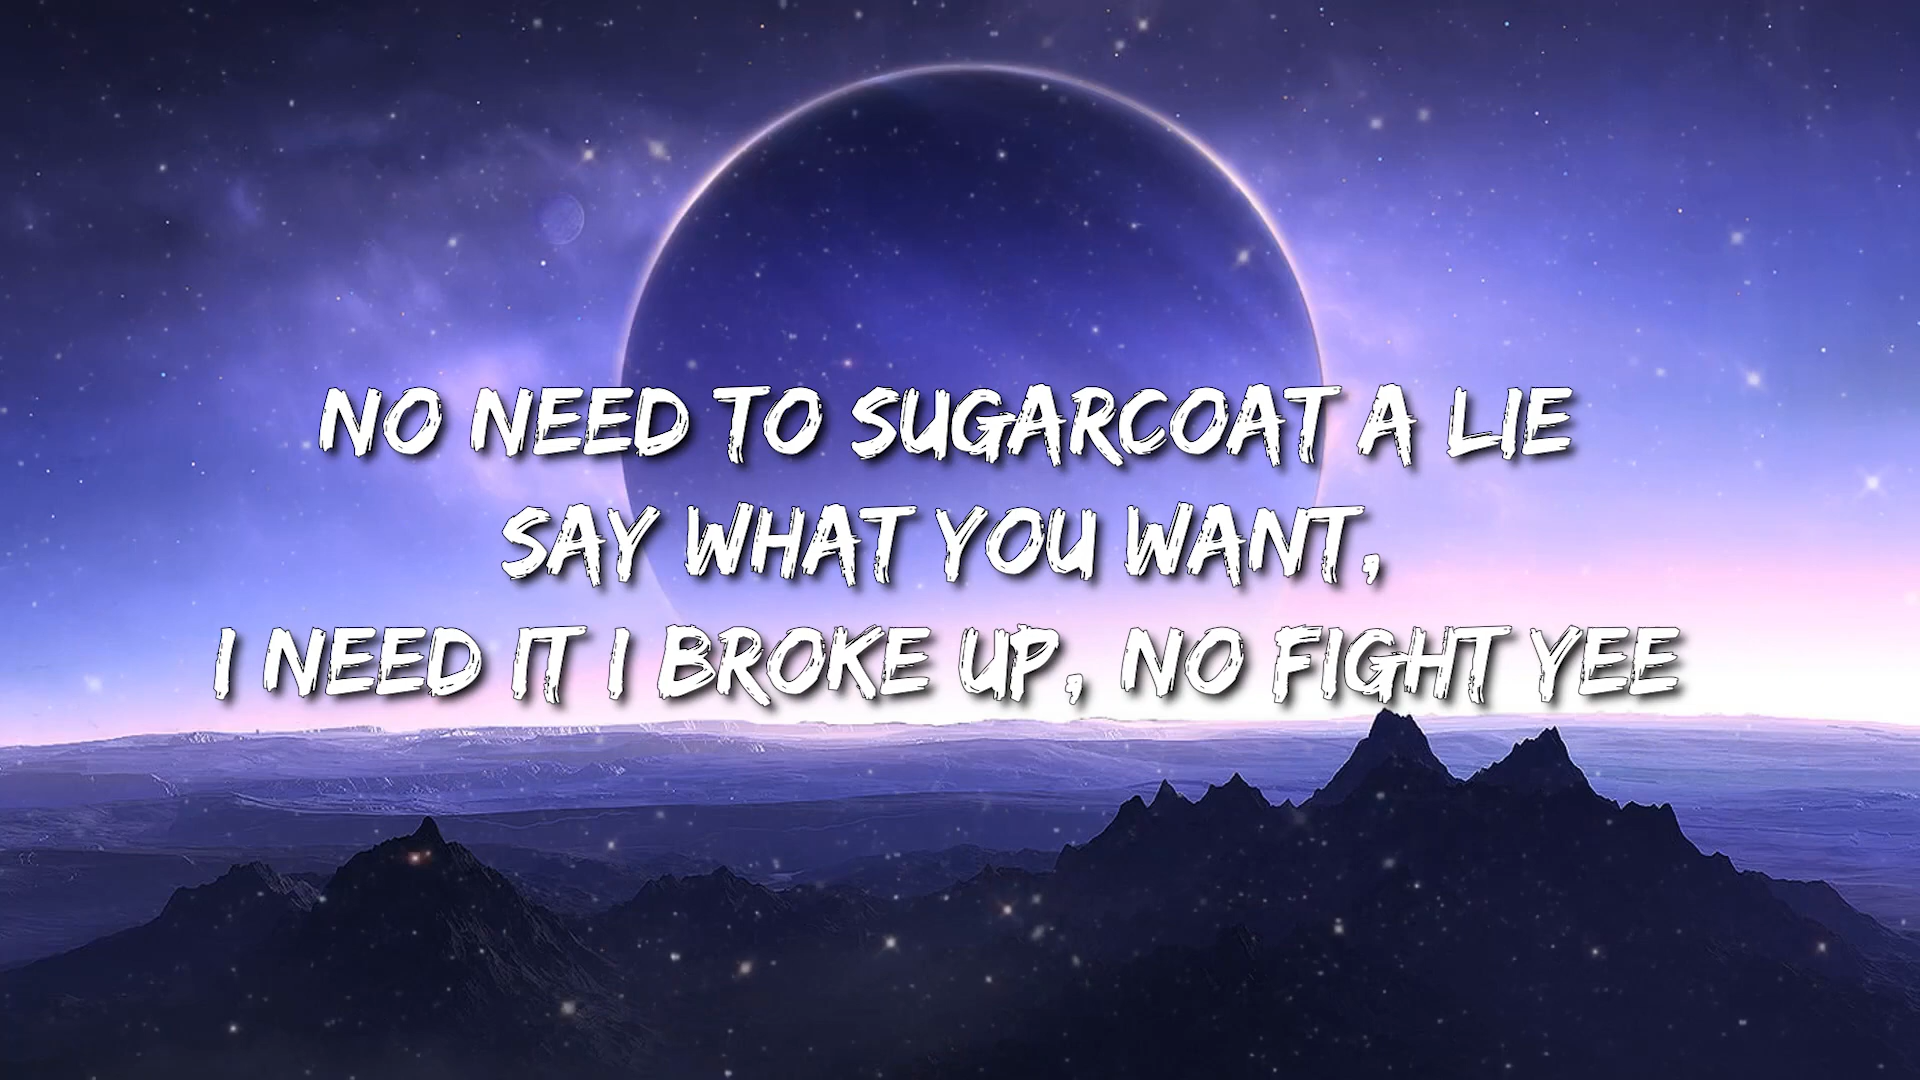 NO NEED TO SUGARCOAT A LIE
SAY WHAT YOU WANT,
I NEED IT I BROKE UP, NO FIGHT YEE